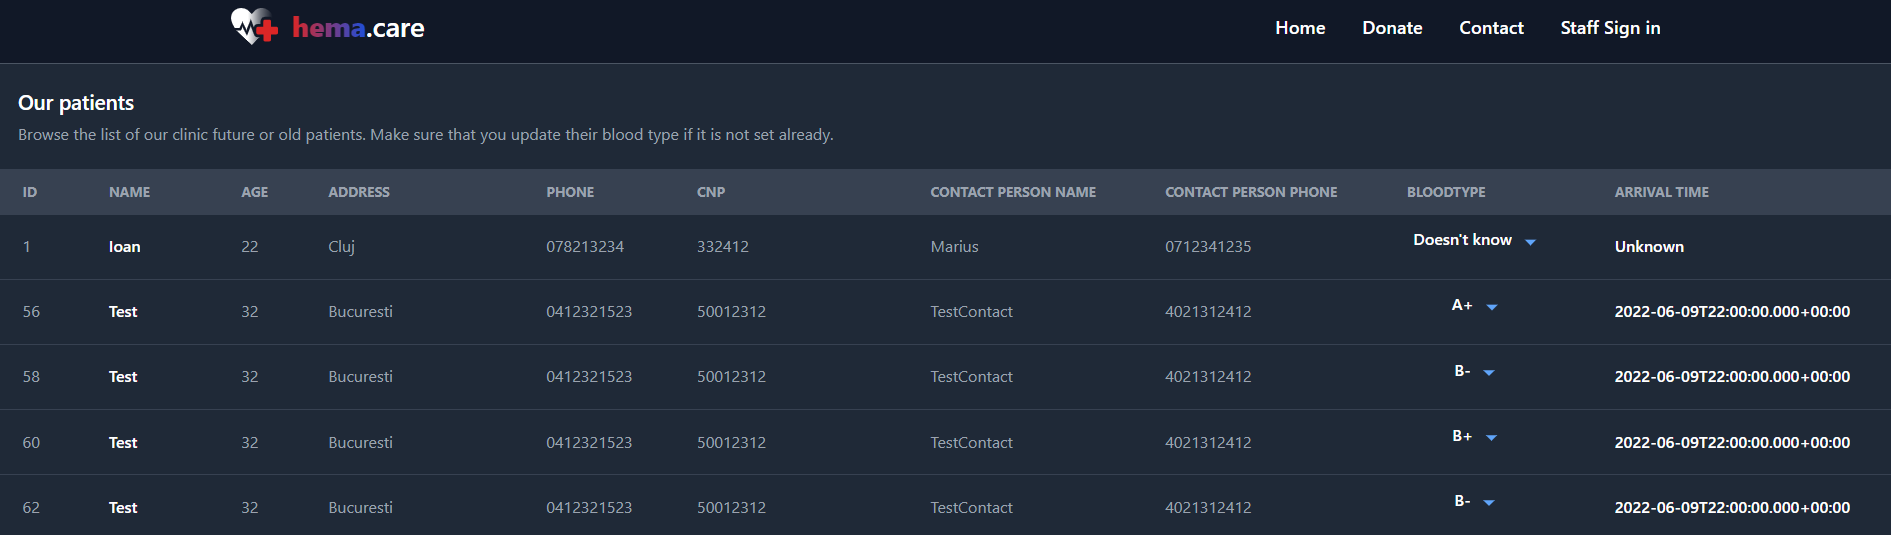 hema.care Home Donate Contact Staff Sign in
Our patients
Browse the list of our clinic future or old patients. Make sure that you update their blood type if it is not set already.
ID NAME AGE ADDRESS PHONE CNP CONTACT PERSON NAME CONTACT PERSON PHONE BLOODTYPE ARRIVAL TIME
1 Ioan 22 Cluj 078213234 332412 Marius 0712341235 Doesn't know Unknown
56 Test 32 Bucuresti 0412321523 50012312 TestContact 4021312412 A+ 2022-06-09T22:00:00.000+00:00
58 Test 32 Bucuresti 0412321523 50012312 TestContact 4021312412 B- 2022-06-09T22:00:00.000+00:00
60 Test 32 Bucuresti 0412321523 50012312 TestContact 4021312412 B+ 2022-06-09T22:00:00.000+00:00
62 Test 32 Bucuresti 0412321523 50012312 TestContact 4021312412 B- 2022-06-09T22:00:00.000+00:00